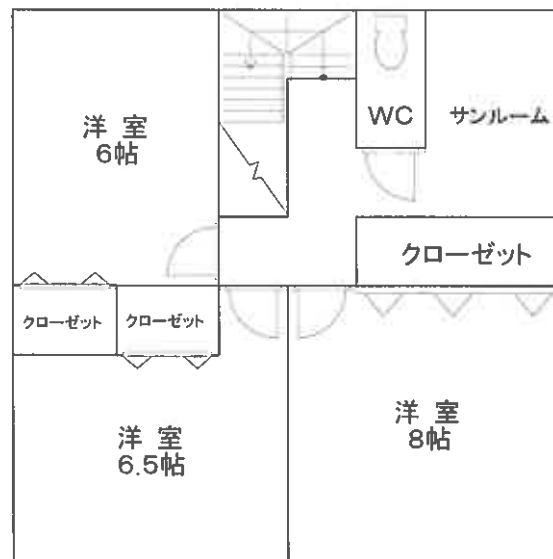 洋 室
6帖
WC
サンルーム
クローゼット
クローゼット
クローゼット
洋 室
6.5帖
洋 室
8帖